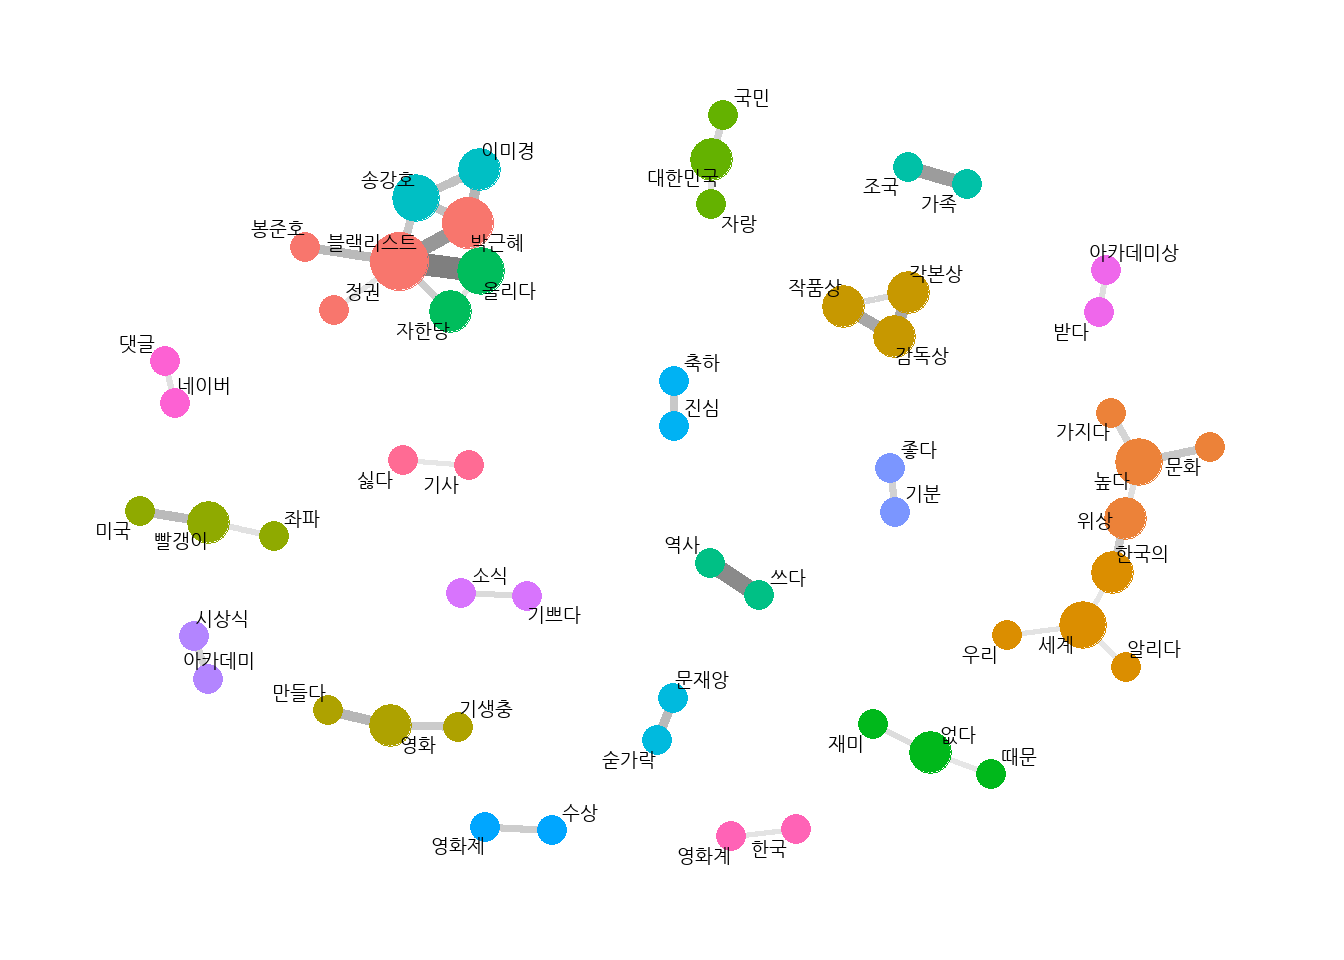 국민
이미경
송강호
대한민국
조국
가족
자랑
봉준호
블랙리스트
박근혜
아카데미상
각본상
작품상
정권
올리다
자한당
받다
댓글
감독상
네이버
축하
진심
가지다
좋다
문화
싫다
기사
높다
기분
미국
빨갱이
좌파
위상
역사
한국의
소식
쓰다
기쁘다
시상식
우리
세계
알리다
아카데미
만들다
문재앙
기생충
영화
숟가락
재미
없다
때문
영화제
수상
영화계
한국